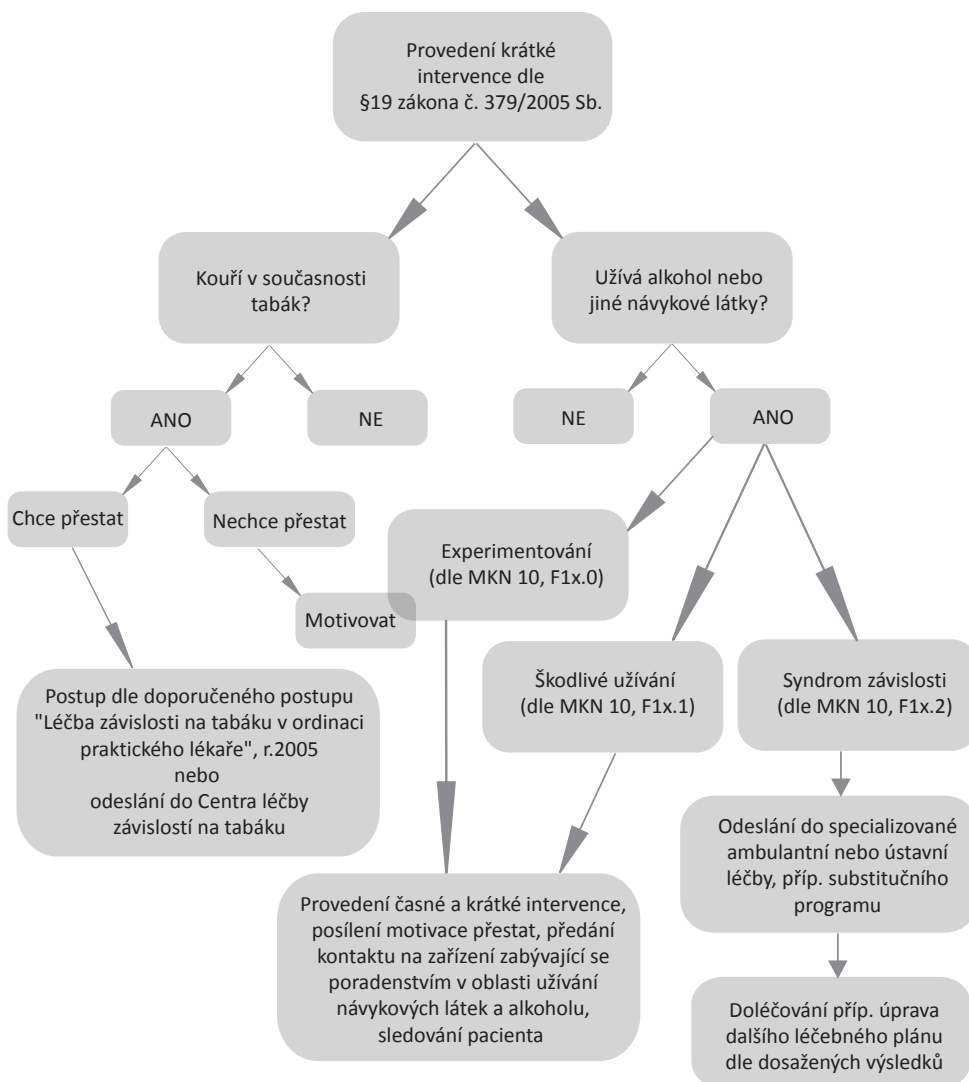 Provedení krátké
intervence dle
§19 zákona č. 379/2005 Sb.
Kouří v současnosti
tabák?
Užívá alkohol nebo
jiné návykové látky?
ANO
NE
NE
ANO
Chce přestat
Nechce přestat
Experimentování
(dle MKN 10, F1x.0)
Motivovat
Škodlivé užívání
(dle MKN 10, F1x.1)
Syndrom závislosti
(dle MKN 10, F1x.2)
Postup dle doporučeného postupu
"Léčba závislosti na tabáku v ordinaci
praktického lékaře", r.2005
nebo
odeslání do Centra léčby
závislostí na tabáku
Odeslání do specializované
ambulantní nebo ústavní
léčby, příp. substitučního
programu
Provedení časné a krátké intervence,
posílení motivace přestat, předání
kontaktu na zařízení zabývající se
poradenstvím v oblasti užívání
návykových látek a alkoholu,
sledování pacienta
Doléčování příp. úprava
dalšího léčebného plánu
dle dosažených výsledků